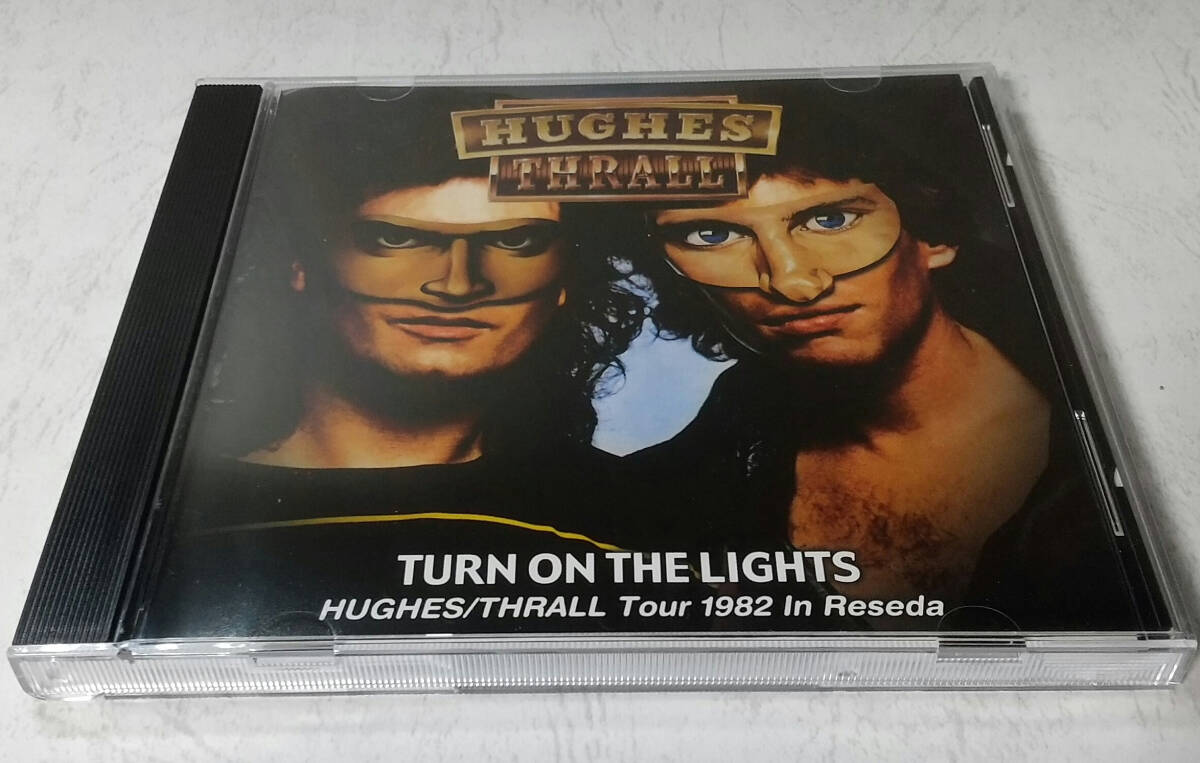 HUGHES
THRALL
TURN ON THE LIGHTS
HUGHES/THRALL Tour 1982 In Reseda